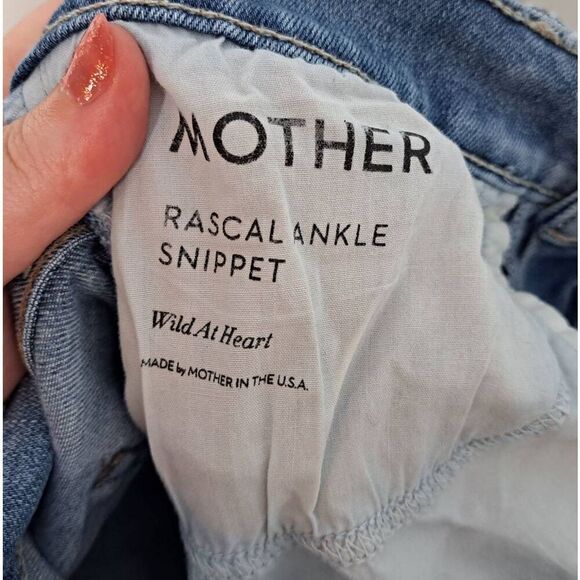 MOTHER
RASCAL ANKLE
SNIPPET
Wild At Heart
MADE by MOTHER IN THE U.S.A.